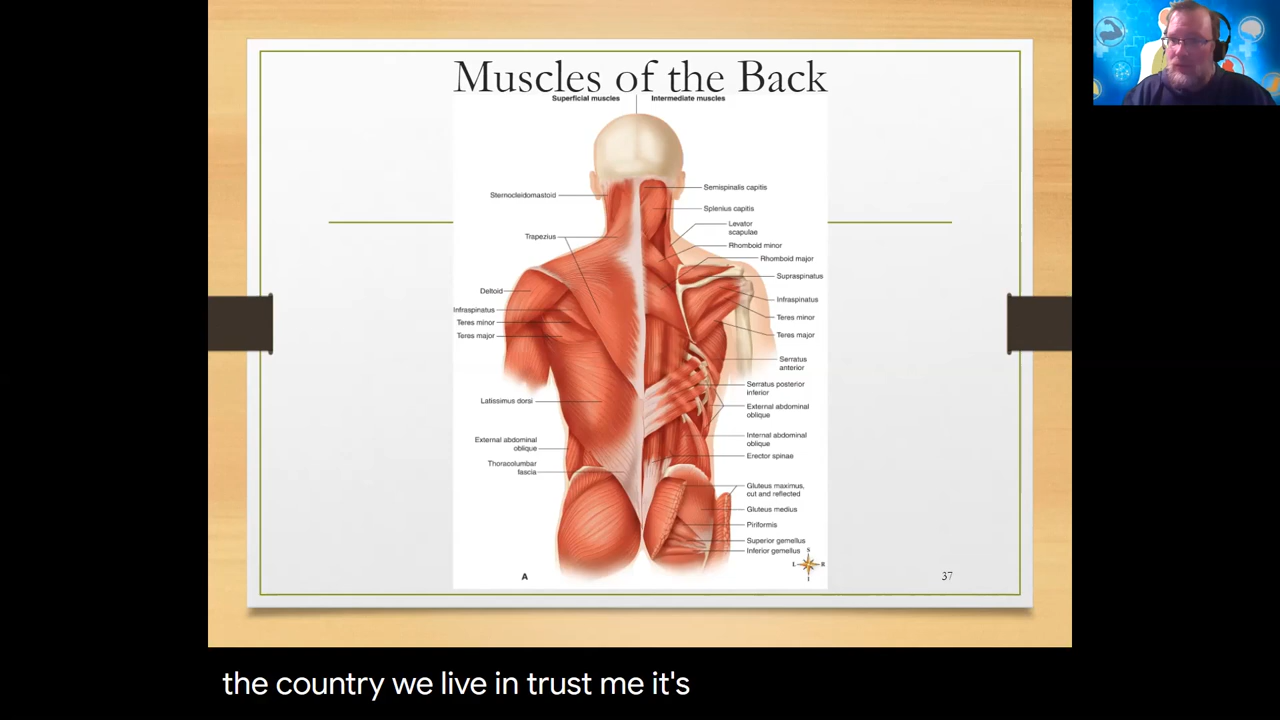 Muscles of the Back
Superficial muscles
Intermediate muscles
Sternocleidomastoid
Trapezius
Deltoid
Infraspinatus
Teres minor
Teres major
Latissimus dorsi
External abdominal
oblique
Thoracolumbar
fascia
Semispinalis capitis
Splenius capitis
Levator
scapulae
Rhomboid minor
Rhomboid major
Supraspinatus
Infraspinatus
Teres minor
Teres major
Serratus
anterior
Serratus posterior
inferior
External abdominal
oblique
Internal abdominal
oblique
Erector spinae
Gluteus maximus,
cut and reflected
Gluteus medius
Piriformis
Superior gemellus
Inferior gemellus
S
L R
I
A
37
the country we live in trust me it's